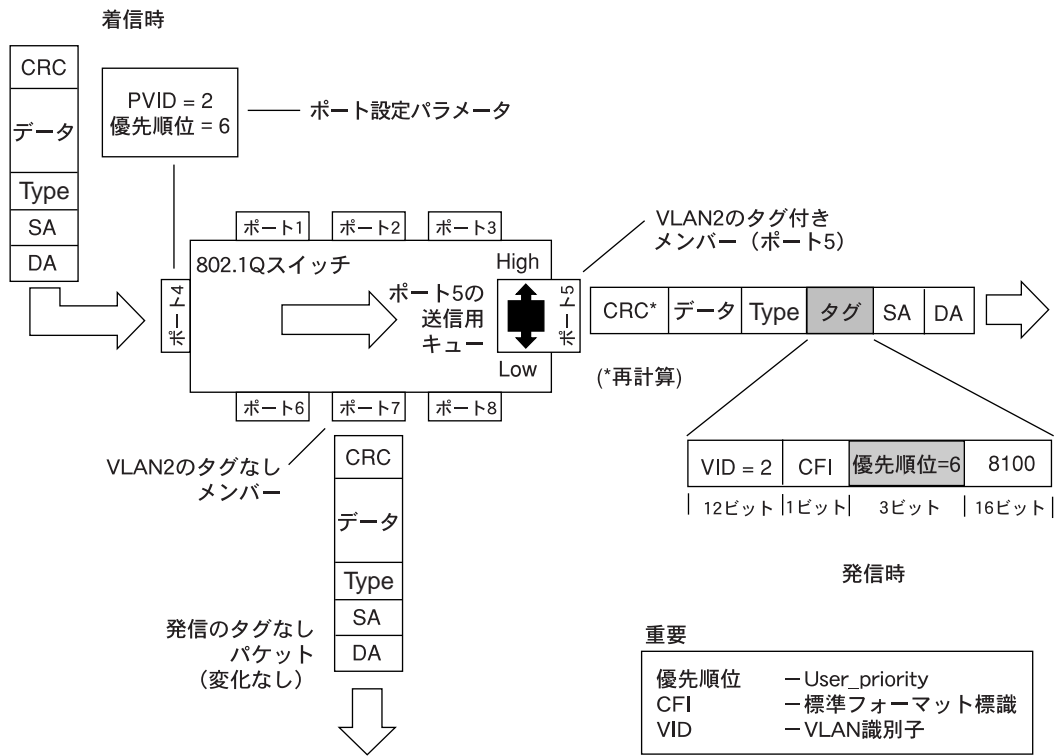 着信時
CRC
データ
Type
SA
DA
PVID = 2
優先順位 = 6
ポート設定パラメータ
ポート1
ポート2
ポート3
802.1Qスイッチ
ポート4
ポート5の
送信用
キュー
High
Low
ポート5
VLAN2のタグ付き
メンバー（ポート5）
CRC* データ Type タグ SA DA
(*再計算)
ポート6
ポート7
ポート8
VLAN2のタグなし
メンバー
CRC
データ
Type
SA
DA
発信のタグなし
パケット
（変化なし）
VID = 2 CFI 優先順位=6 8100
12ビット 1ビット 3ビット 16ビット
発信時
重要
優先順位 －User_priority
CFI －標準フォーマット標識
VID －VLAN識別子